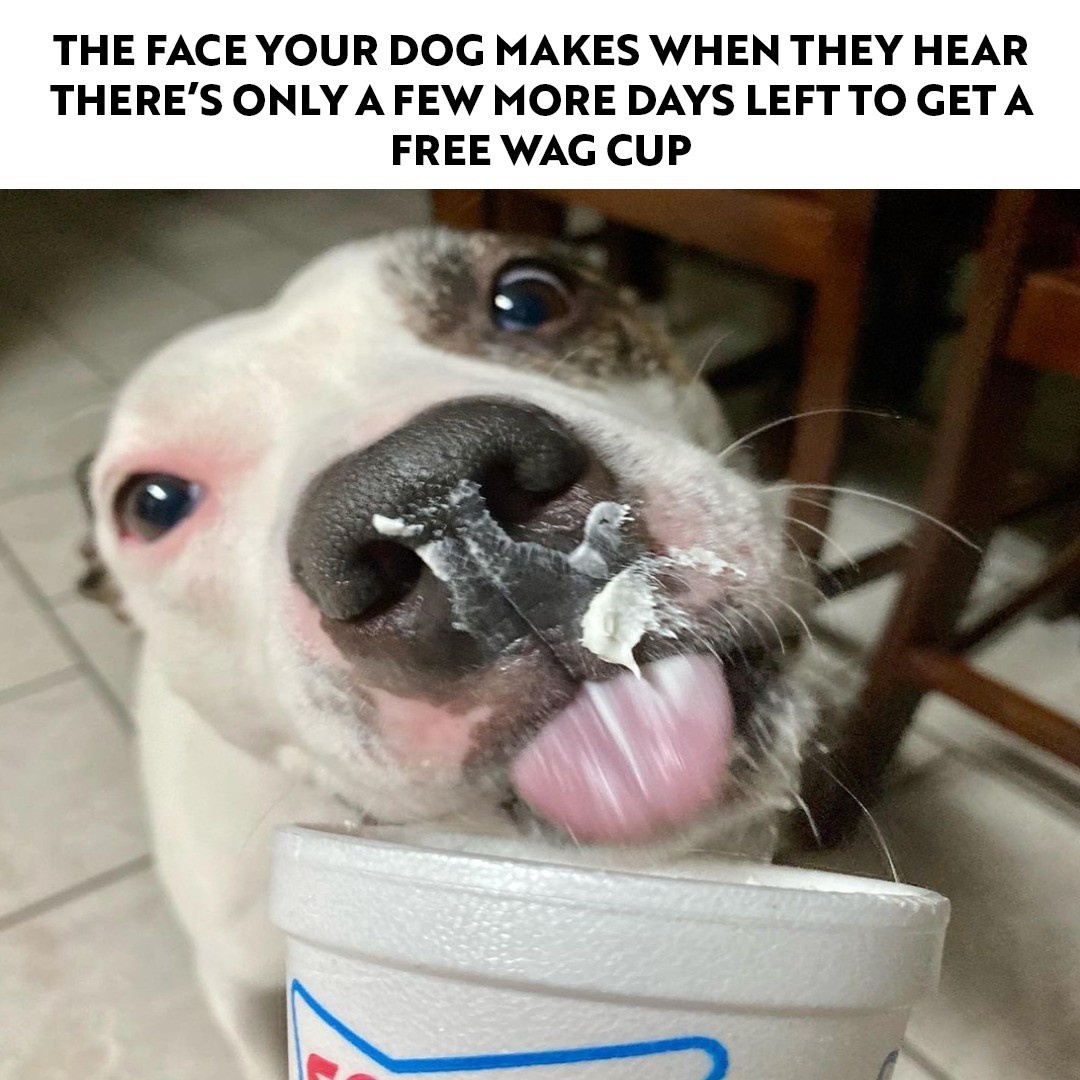 THE FACE YOUR DOG MAKES WHEN THEY HEAR
THERE'S ONLY A FEW MORE DAYS LEFT TO GET A
FREE WAG CUP